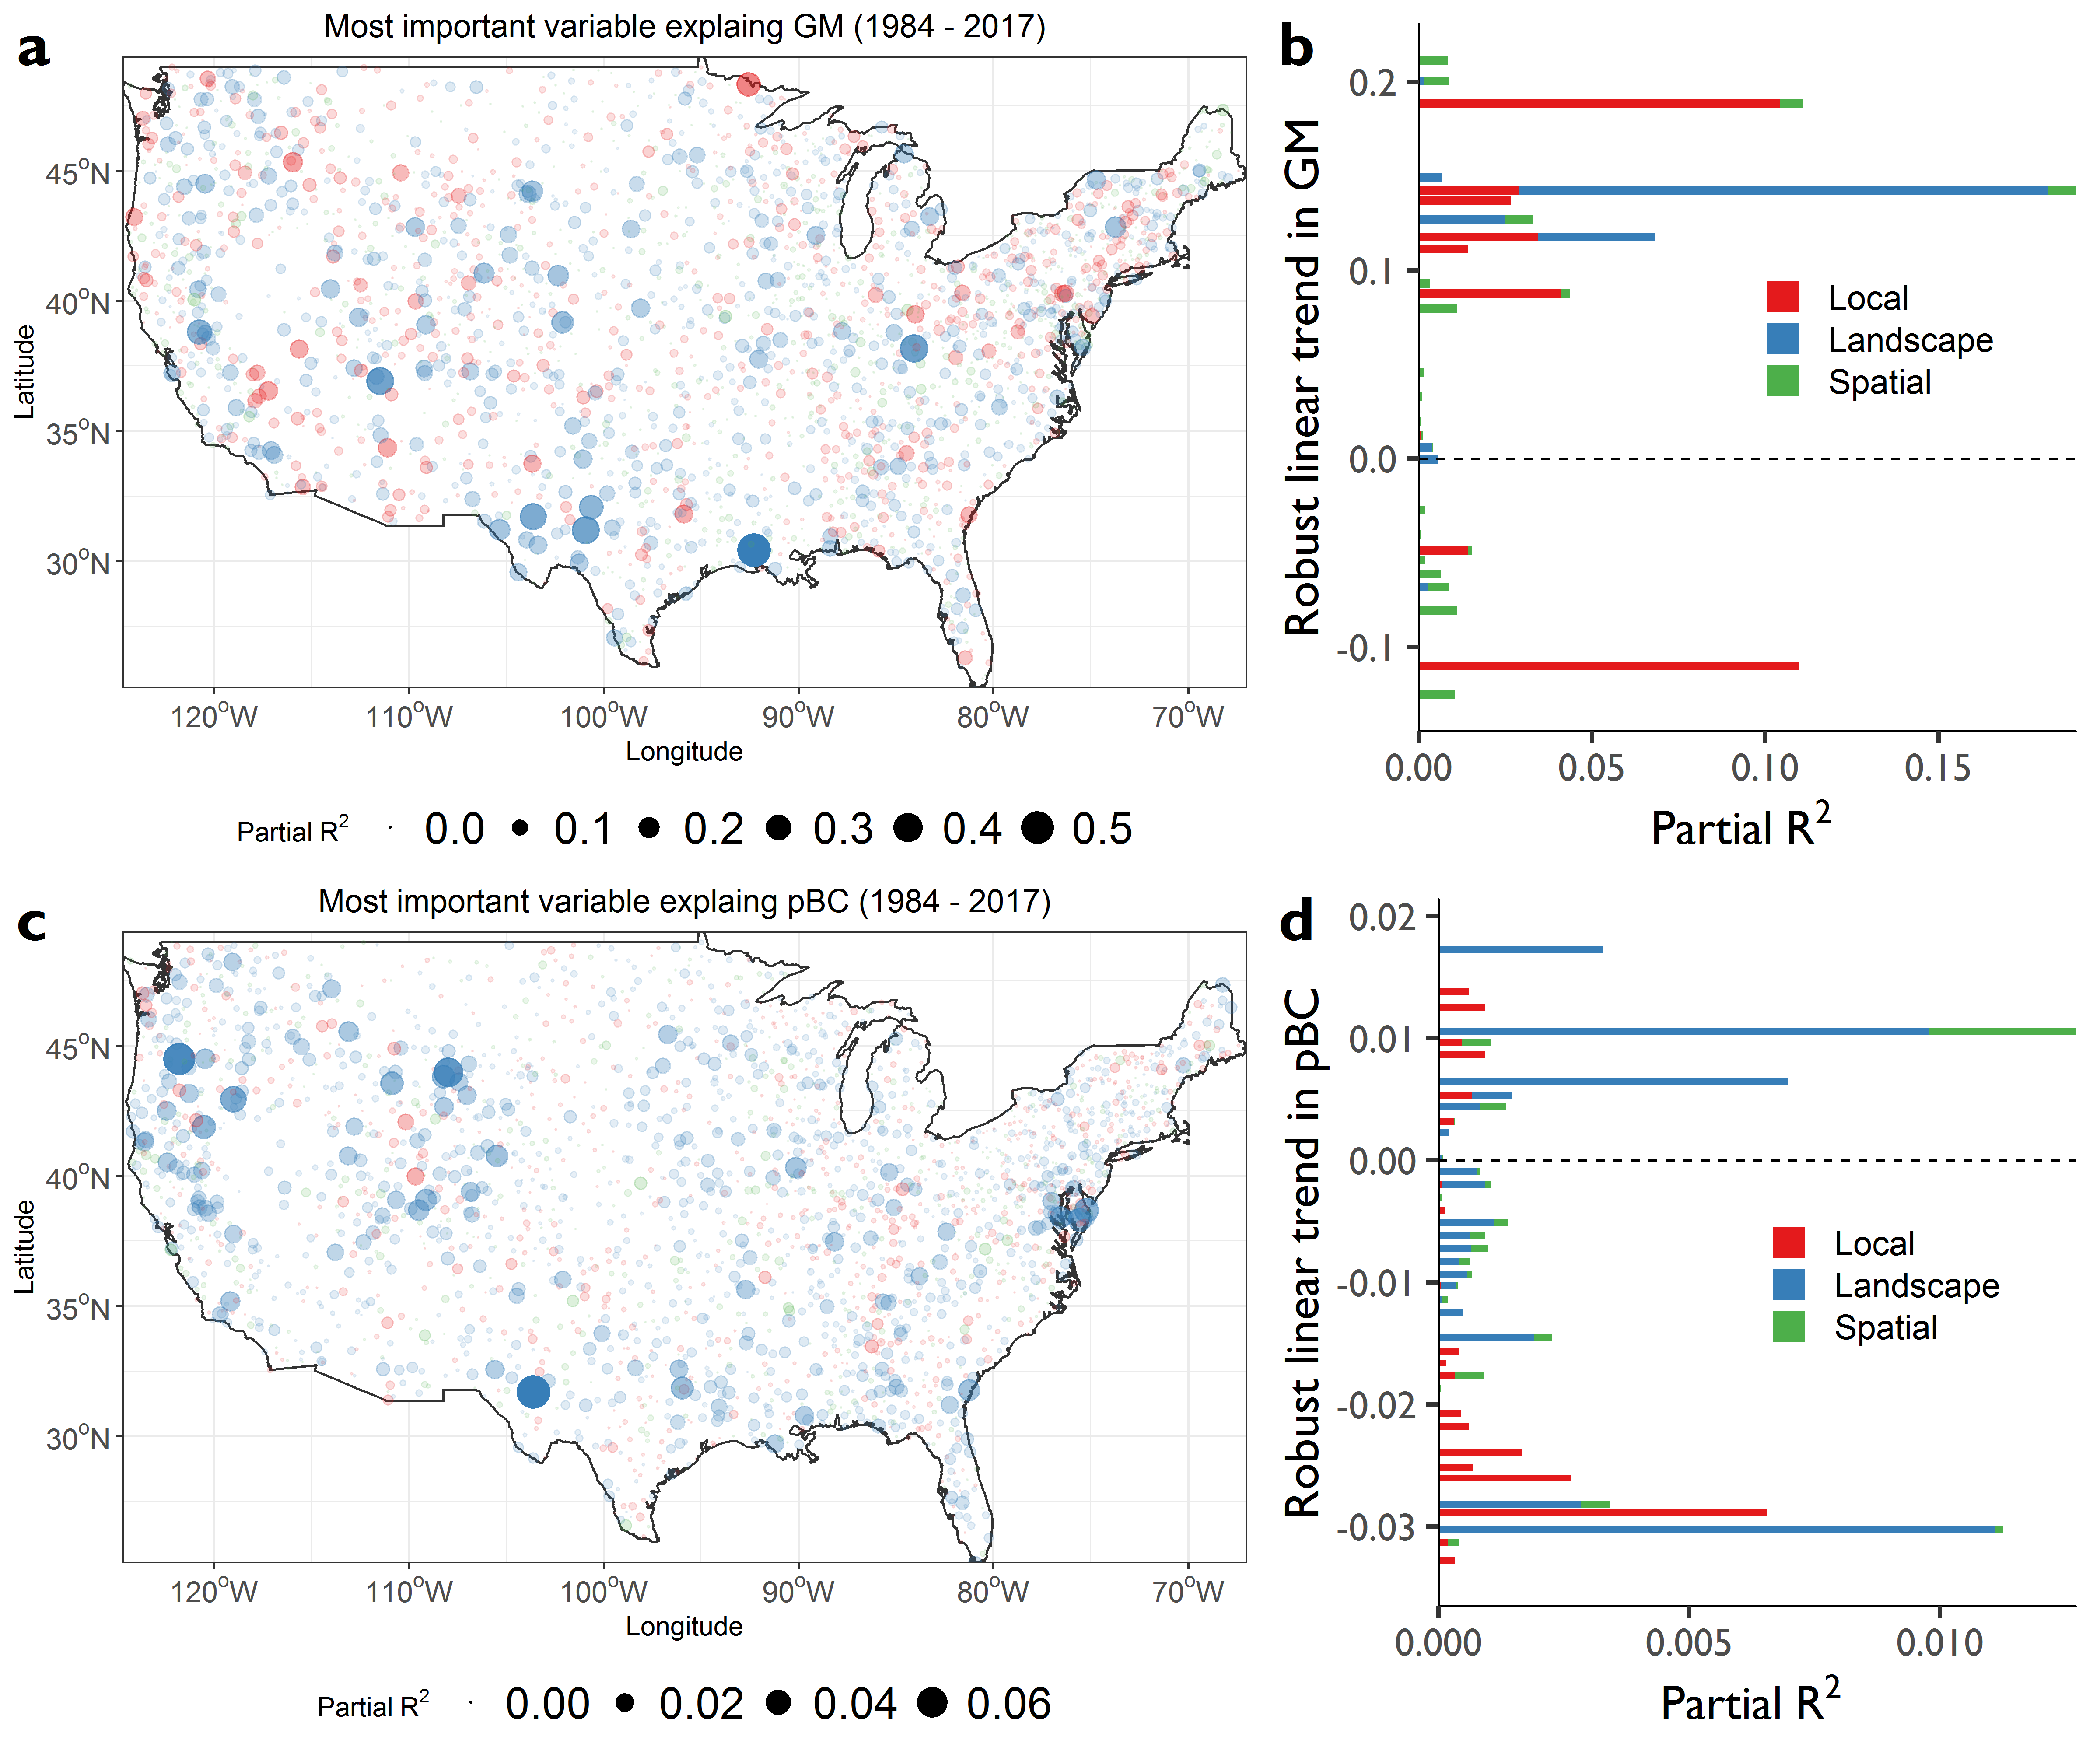 a
Most important variable explaing GM (1984 - 2017)
45°N
40°N
35°N
30°N
Latitude
120°W 110°W 100°W 90°W 80°W 70°W
Longitude
Partial R² 0.0 0.1 0.2 0.3 0.4 0.5
b
Robust linear trend in GM
0.2
0.1
0.0
-0.1
Local
Landscape
Spatial
0.00 0.05 0.10 0.15
Partial R²
c
Most important variable explaing pBC (1984 - 2017)
45°N
40°N
35°N
30°N
Latitude
120°W 110°W 100°W 90°W 80°W 70°W
Longitude
Partial R² 0.00 0.02 0.04 0.06
d
Robust linear trend in pBC
0.02
0.01
0.00
-0.01
-0.02
-0.03
Local
Landscape
Spatial
0.000 0.005 0.010
Partial R²